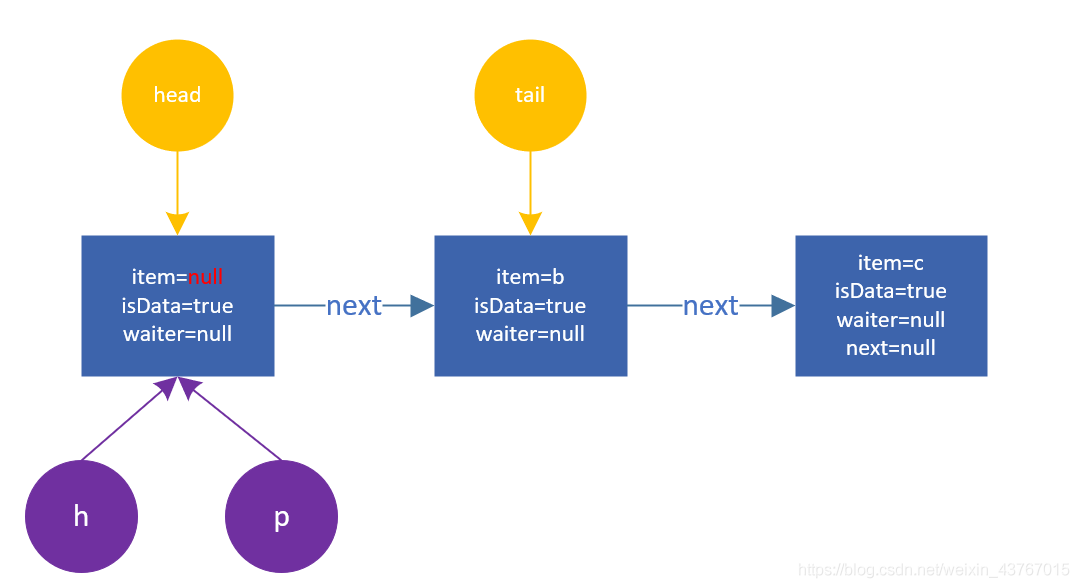 head
tail
item=null
isData=true
waiter=null
next
item=b
isData=true
waiter=null
next
item=c
isData=true
waiter=null
next=null
h
p
https://blog.csdn.net/weixin_43767015